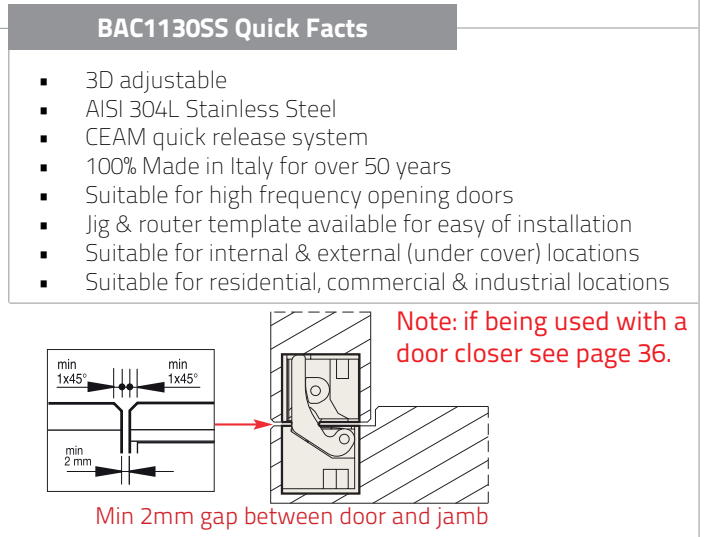 BAC1130SS Quick Facts
▪ 3D adjustable
▪ AISI 304L Stainless Steel
▪ CEAM quick release system
▪ 100% Made in Italy for over 50 years
▪ Suitable for high frequency opening doors
▪ Jig & router template available for easy of installation
▪ Suitable for internal & external (under cover) locations
▪ Suitable for residential, commercial & industrial locations
Note: if being used with a
door closer see page 36.
min
1x45°
min
1x45°
min
2 mm
Min 2mm gap between door and jamb